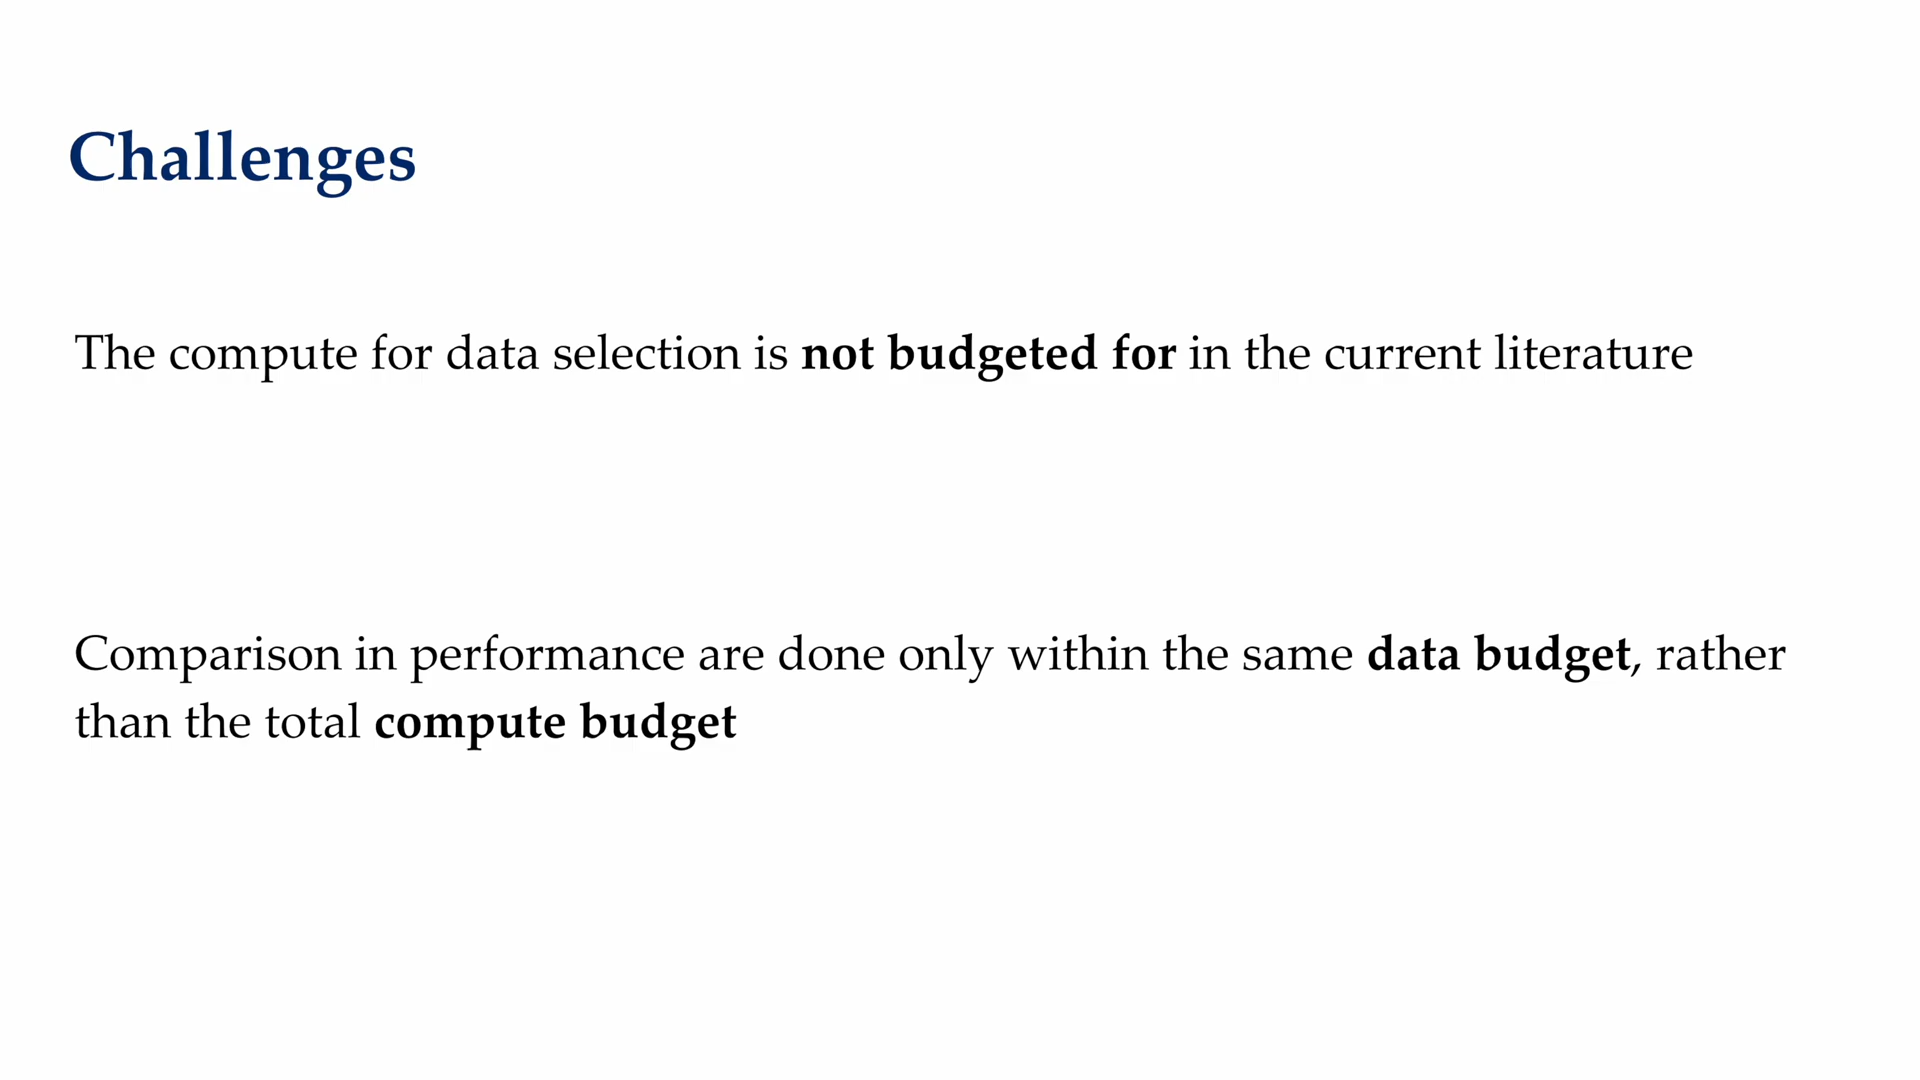 Challenges
The compute for data selection is not budgeted for in the current literature
Comparison in performance are done only within the same data budget, rather
than the total compute budget